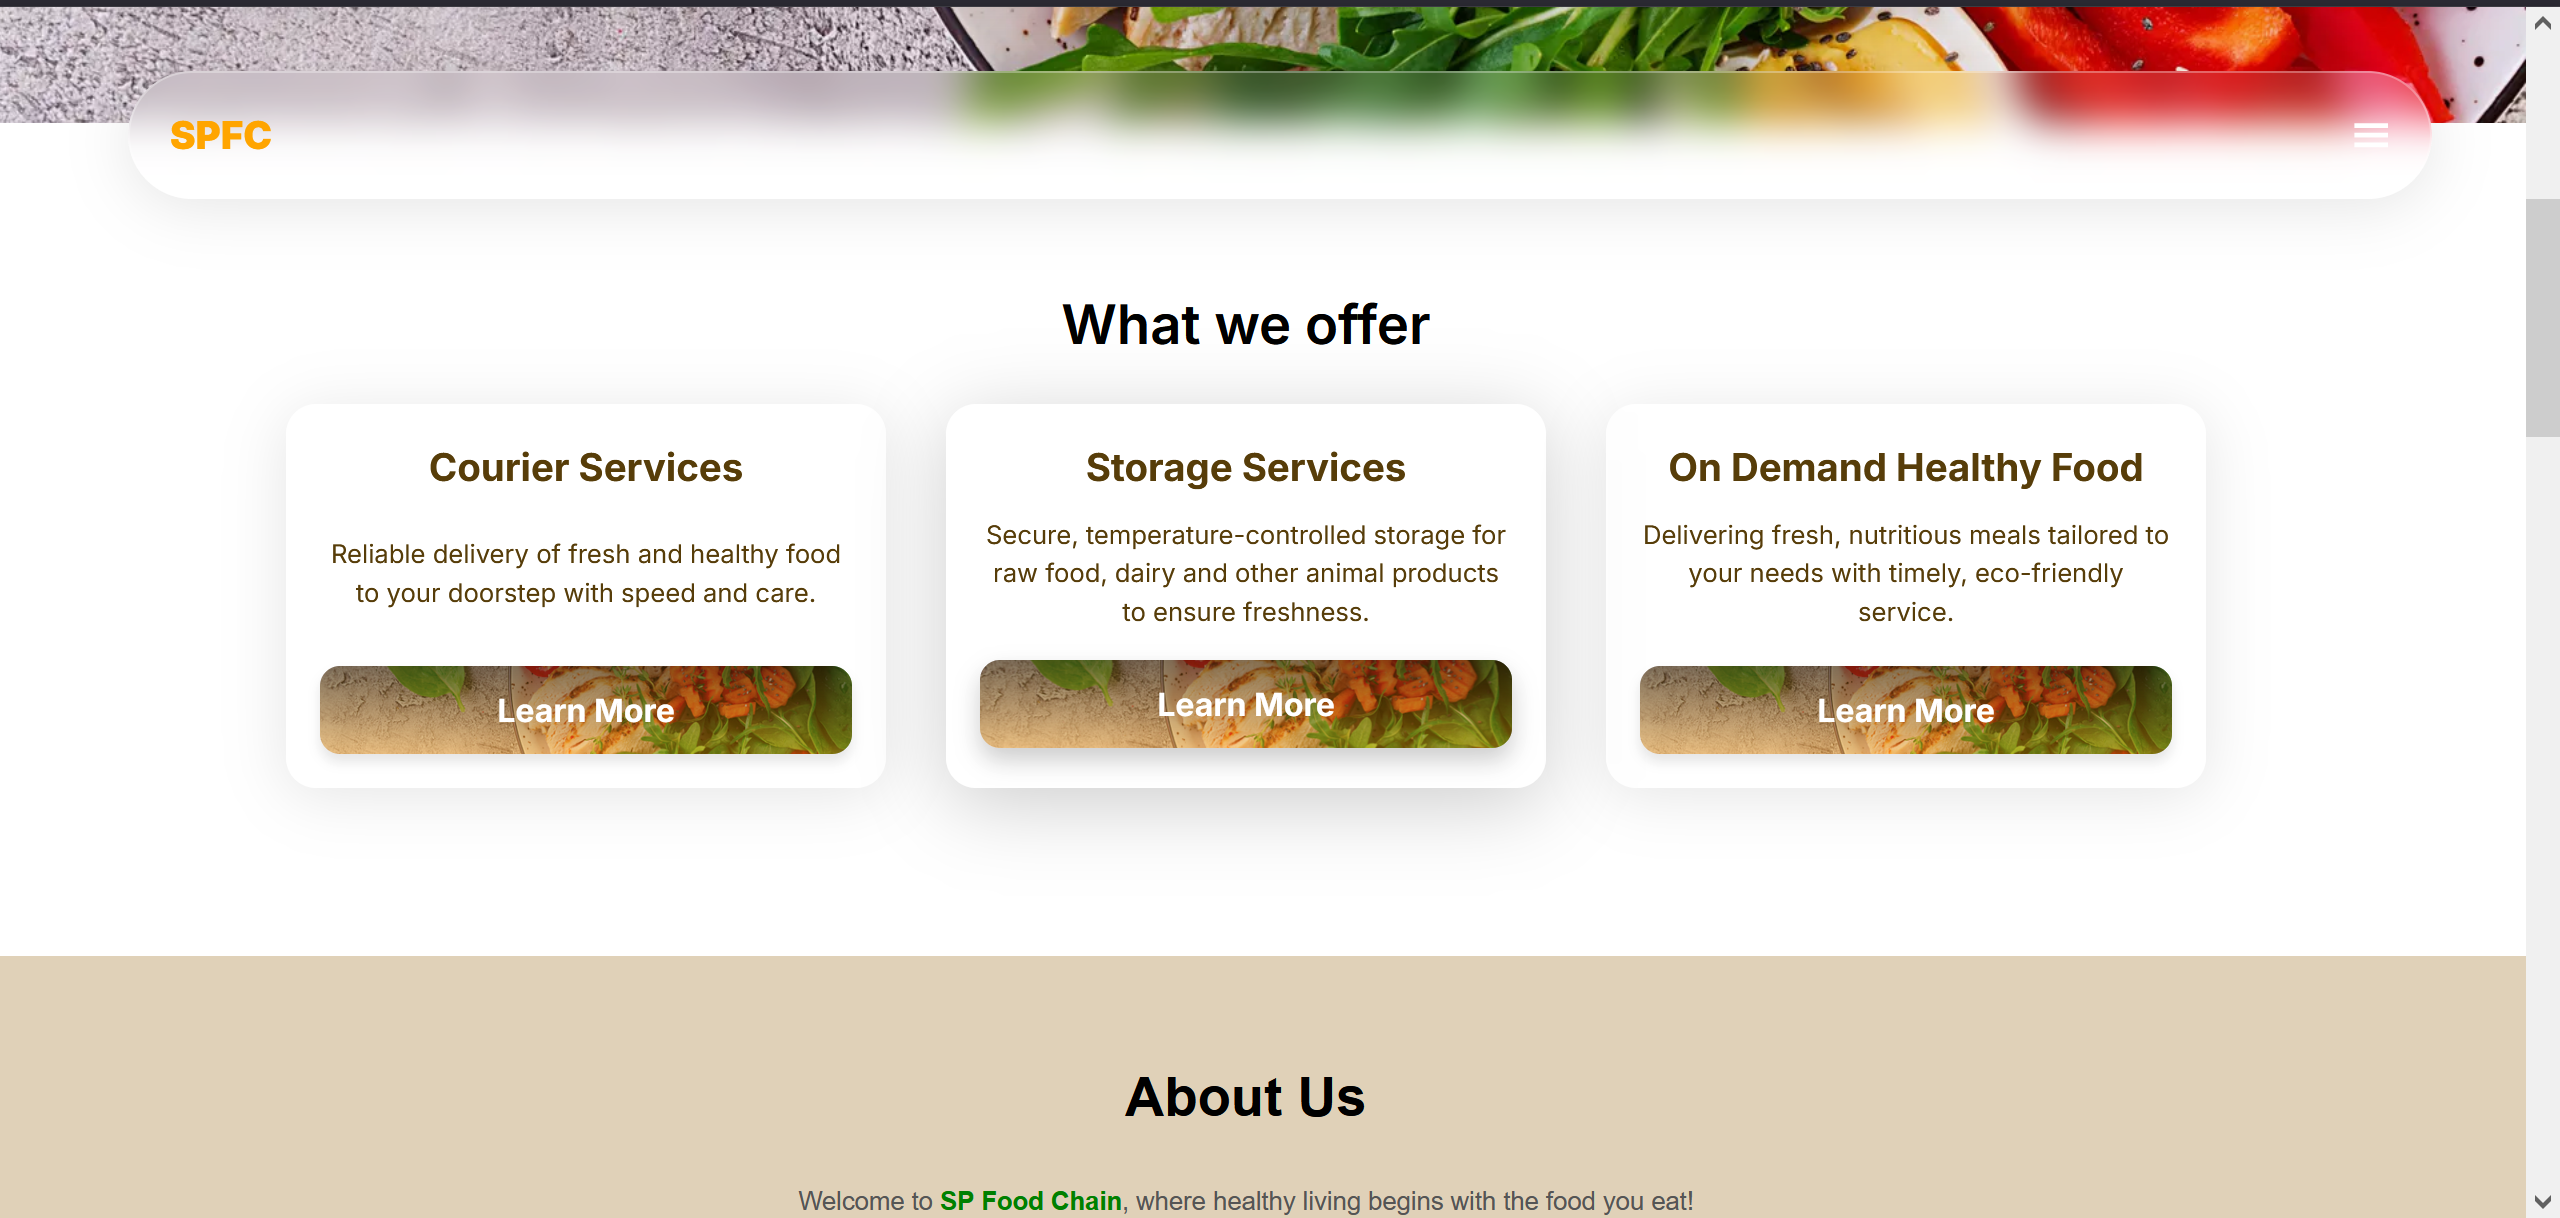 SPFC
What we offer
Courier Services
Reliable delivery of fresh and healthy food
to your doorstep with speed and care.
Learn More
Storage Services
Secure, temperature-controlled storage for
raw food, dairy and other animal products
to ensure freshness.
Learn More
On Demand Healthy Food
Delivering fresh, nutritious meals tailored to
your needs with timely, eco-friendly
service.
Learn More
About Us
Welcome to SP Food Chain, where healthy living begins with the food you eat!